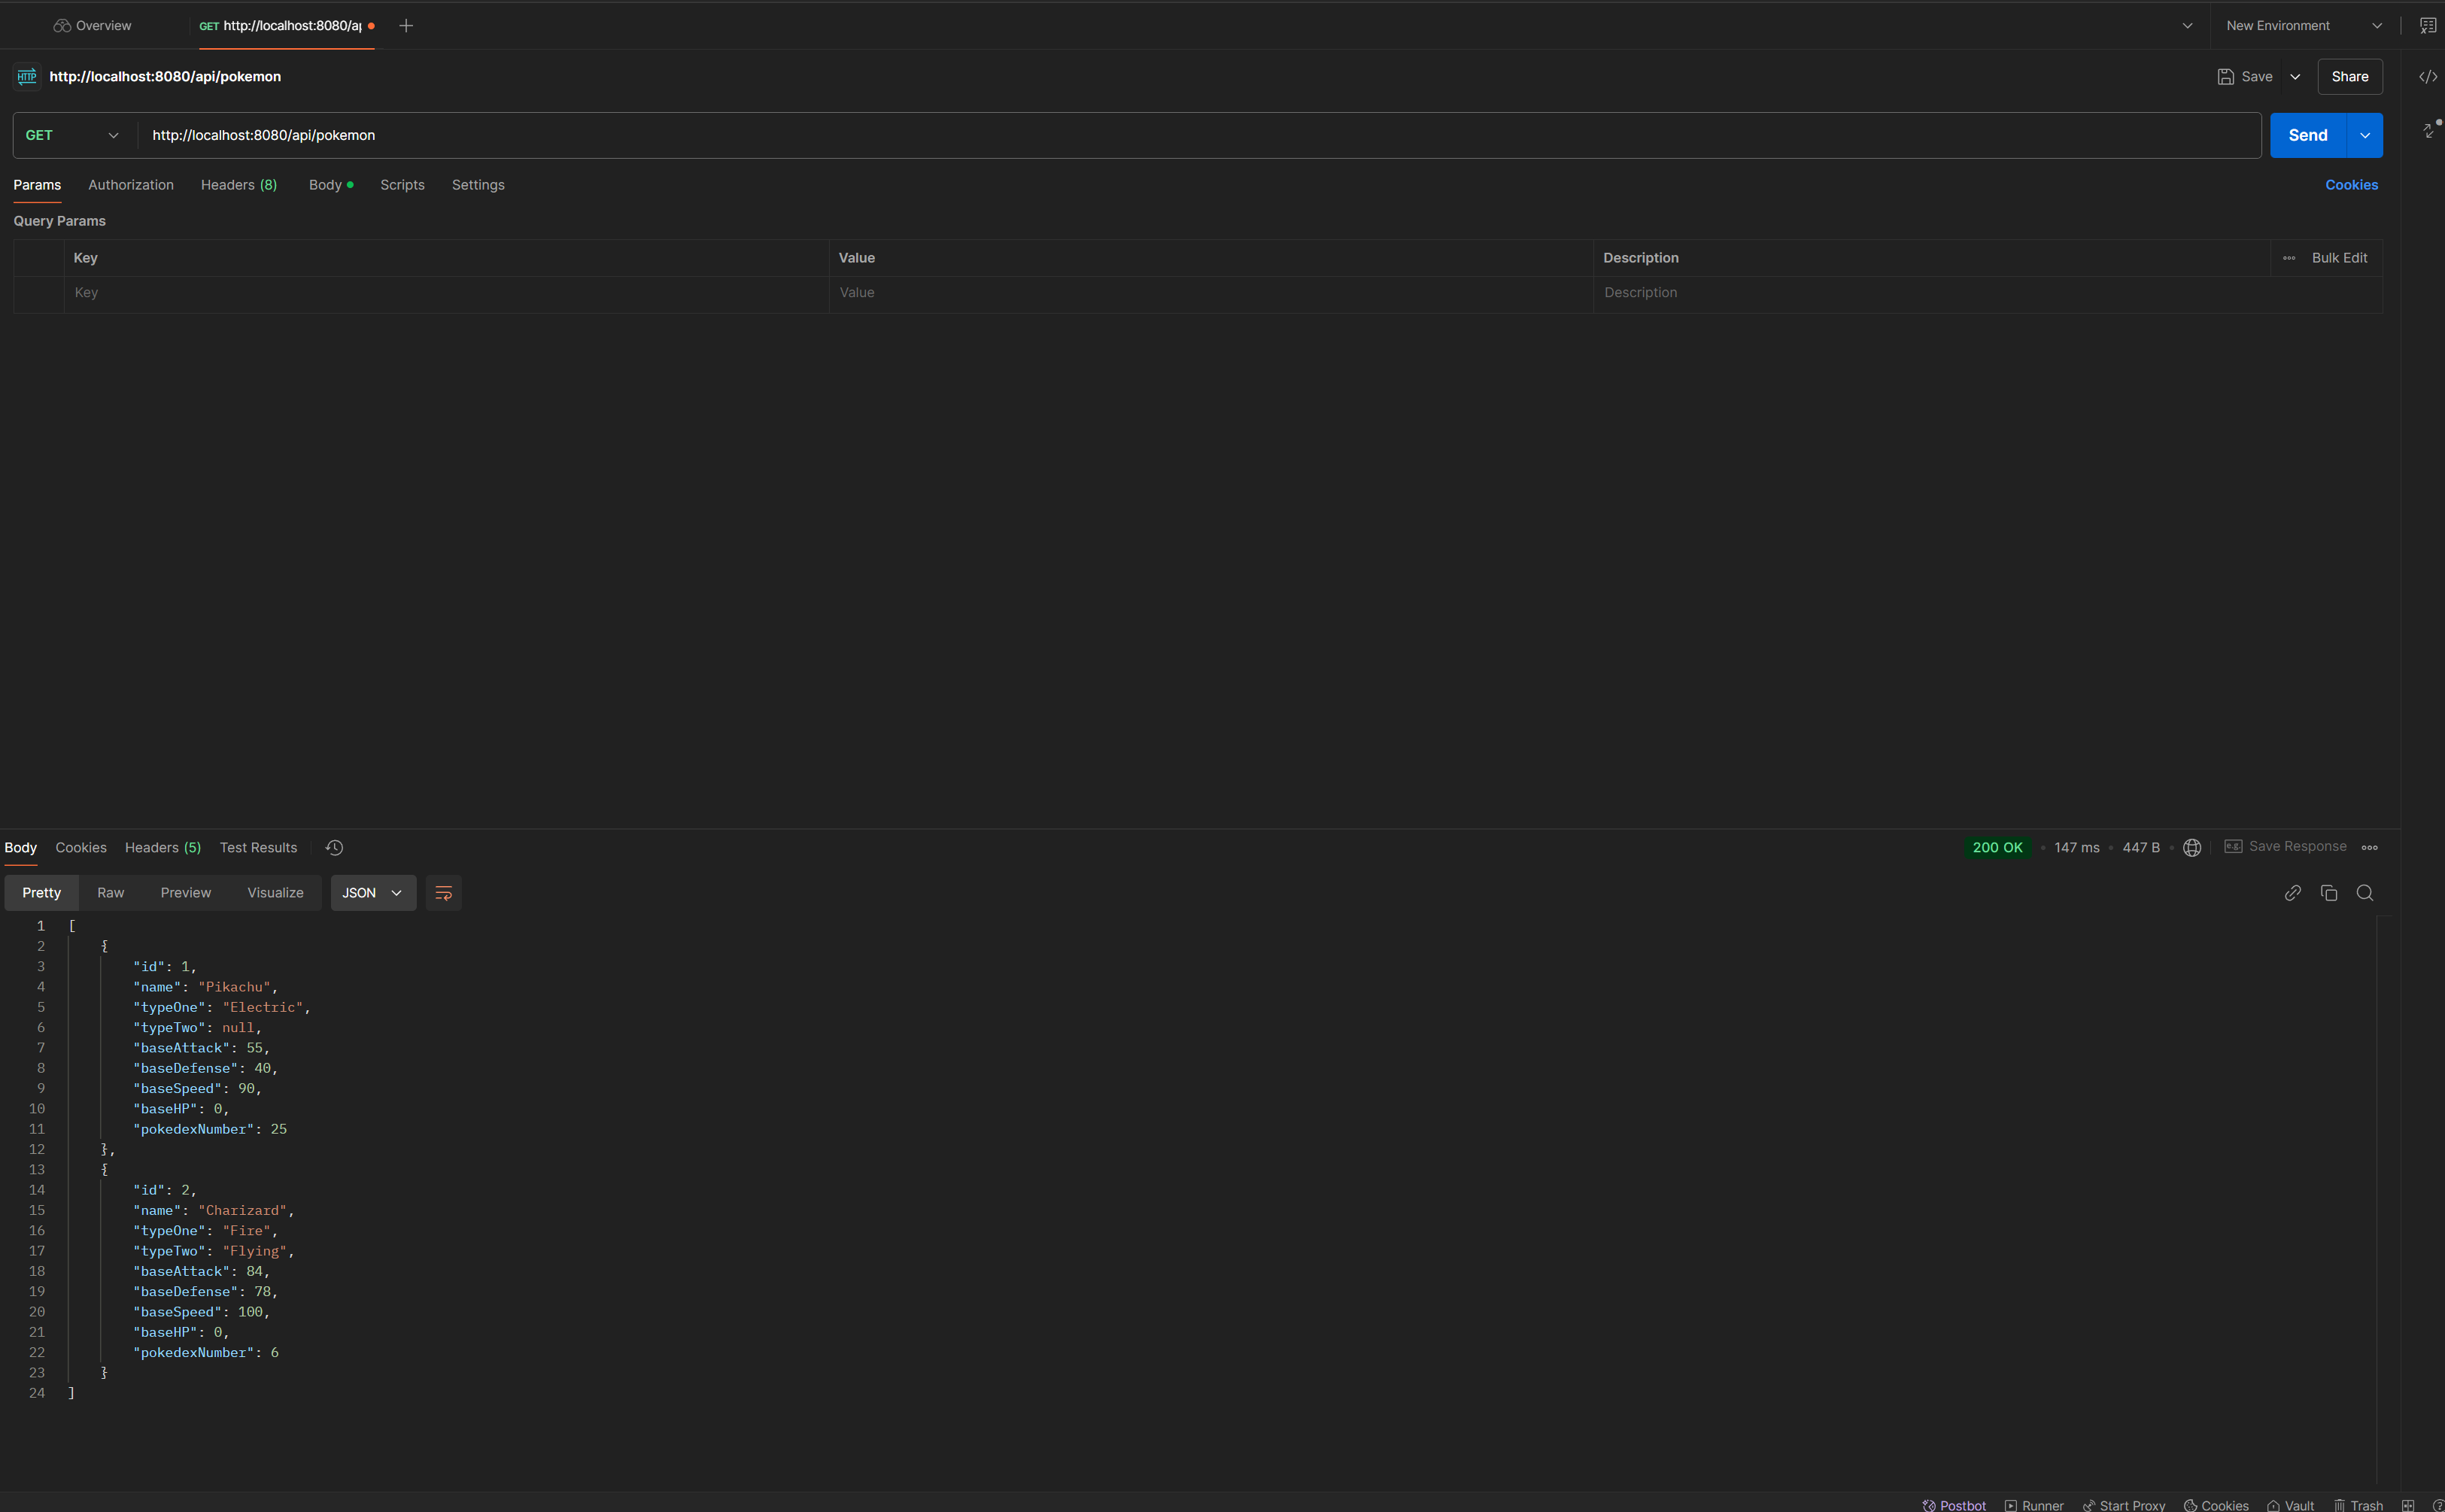 Overview
GET http://localhost:8080/a
New Environment
HTTP http://localhost:8080/api/pokemon
Save
Share
GET http://localhost:8080/api/pokemon
Send
Params Authorization Headers (8) Body Scripts Settings Cookies
Query Params
Key Value Description Bulk Edit
Key Value Description
Body Cookies Headers (5) Test Results
200 OK 147 ms 447 B e.g. Save Response
Pretty Raw Preview Visualize JSON
1 [
2 {
3 "id": 1,
4 "name": "Pikachu",
5 "typeOne": "Electric",
6 "typeTwo": null,
7 "baseAttack": 55,
8 "baseDefense": 40,
9 "baseSpeed": 90,
10 "baseHP": 0,
11 "pokedexNumber": 25
12 },
13 {
14 "id": 2,
15 "name": "Charizard",
16 "typeOne": "Fire",
17 "typeTwo": "Flying",
18 "baseAttack": 84,
19 "baseDefense": 78,
20 "baseSpeed": 100,
21 "baseHP": 0,
22 "pokedexNumber": 6
23 }
24 ]
Postbot Runner Start Proxy Cookies Vault Trash